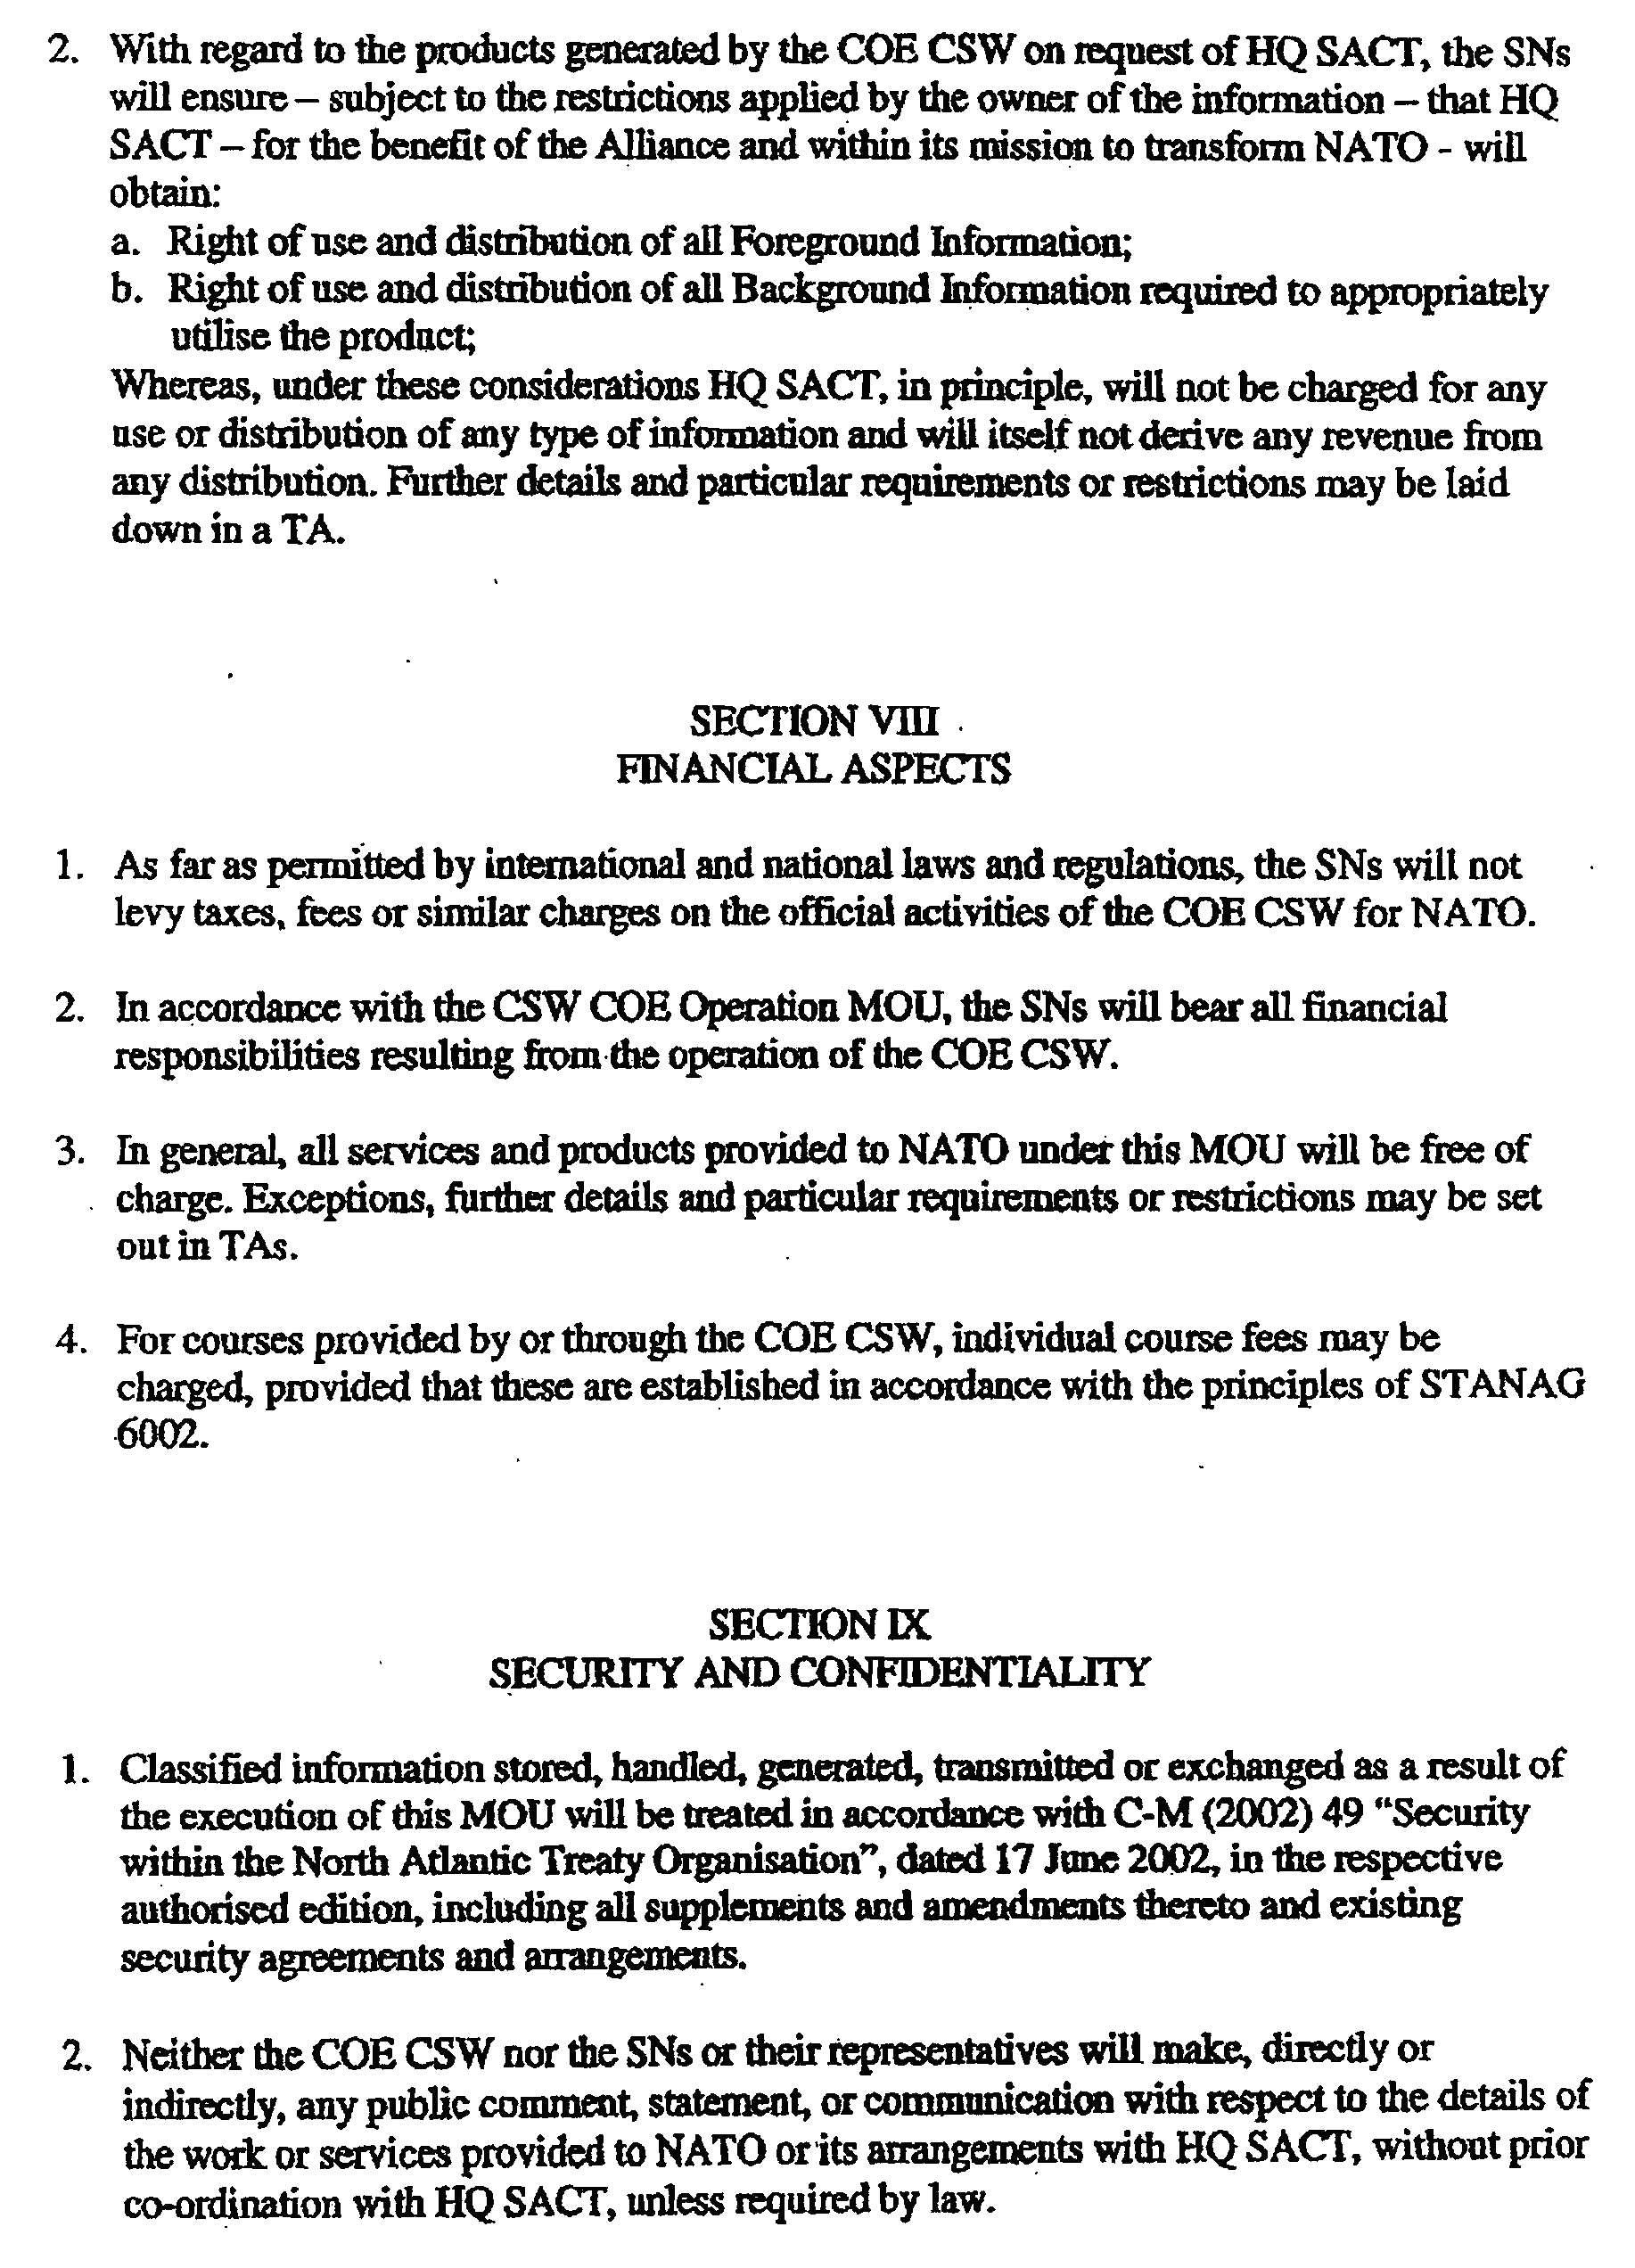 2. With regard to the products generated by the COE CSW on request of HQ SACT, the SNs
will ensure – subject to the restrictions applied by the owner of the information – that HQ
SACT – for the benefit of the Alliance and within its mission to transform NATO - will
obtain:
a. Right of use and distribution of all Foreground Information;
b. Right of use and distribution of all Background Information required to appropriately
utilise the product;
Whereas, under these considerations HQ SACT, in principle, will not be charged for any
use or distribution of any type of information and will itself not derive any revenue from
any distribution. Further details and particular requirements or restrictions may be laid
down in a TA.
SECTION VIII
FINANCIAL ASPECTS
1. As far as permitted by international and national laws and regulations, the SNs will not
levy taxes, fees or similar charges on the official activities of the COE CSW for NATO.
2. In accordance with the CSW COE Operation MOU, the SNs will bear all financial
responsibilities resulting from the operation of the COE CSW.
3. In general, all services and products provided to NATO under this MOU will be free of
charge. Exceptions, further details and particular requirements or restrictions may be set
out in TAs.
4. For courses provided by or through the COE CSW, individual course fees may be
charged, provided that these are established in accordance with the principles of STANAG
6002.
SECTION IX
SECURITY AND CONFIDENTIALITY
1. Classified information stored, handled, generated, transmitted or exchanged as a result of
the execution of this MOU will be treated in accordance with C-M (2002) 49 “Security
within the North Atlantic Treaty Organisation”, dated 17 June 2002, in the respective
authorised edition, including all supplements and amendments thereto and existing
security agreements and arrangements.
2. Neither the COE CSW nor the SNs or their representatives will make, directly or
indirectly, any public comment, statement, or communication with respect to the details of
the work or services provided to NATO or its arrangements with HQ SACT, without prior
co-ordination with HQ SACT, unless required by law.